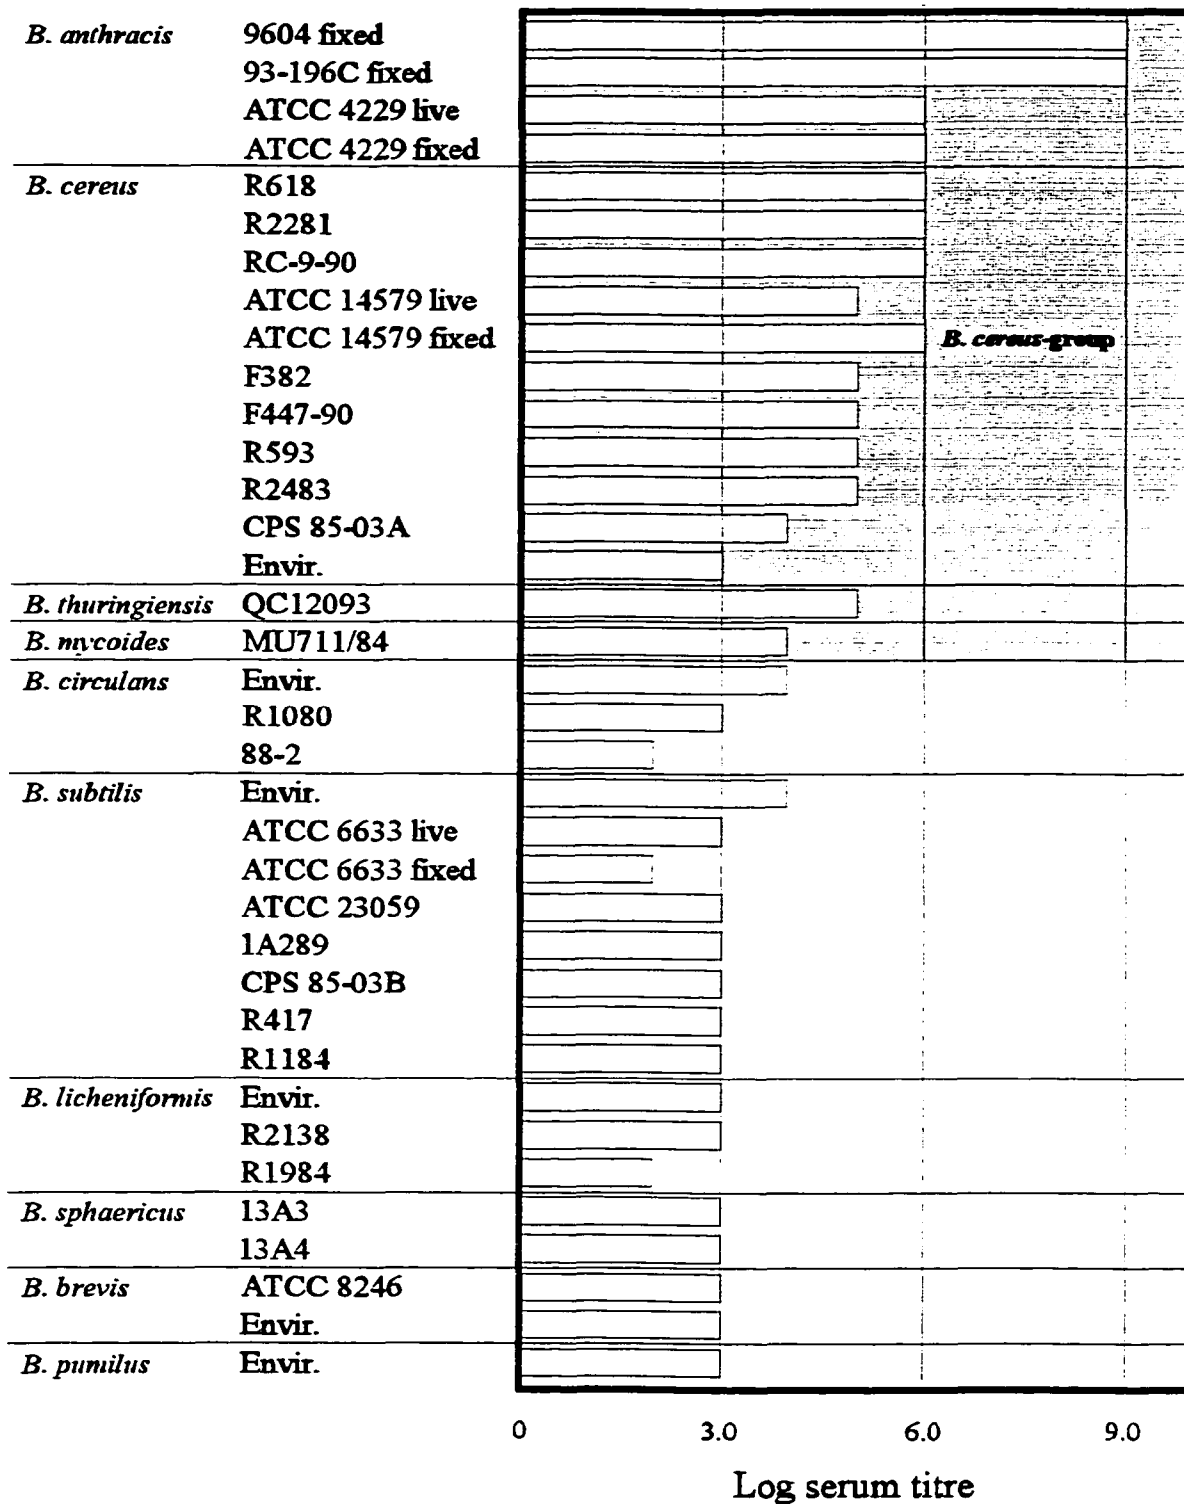 B. anthracis 9604 fixed
93-196C fixed
ATCC 4229 live
ATCC 4229 fixed
B. cereus R618
R2281
RC-9-90
ATCC 14579 live
ATCC 14579 fixed
B. cereus-group
F382
F447-90
R593
R2483
CPS 85-03A
Envir.
B. thuringiensis QC12093
B. mycoides MU711/84
B. circulans Envir.
R1080
88-2
B. subtilis Envir.
ATCC 6633 live
ATCC 6633 fixed
ATCC 23059
1A289
CPS 85-03B
R417
R1184
B. licheniformis Envir.
R2138
R1984
B. sphaericus 13A3
13A4
B. brevis ATCC 8246
Envir.
B. pumilus Envir.
0 3.0 6.0 9.0
Log serum titre